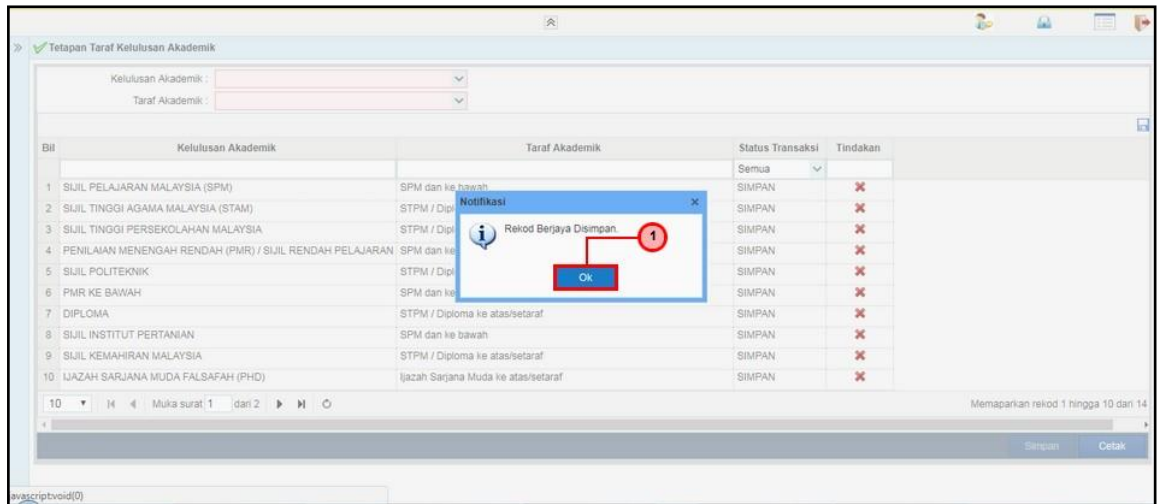 Tetapan Taraf Kelulusan Akademik
Kelulusan Akademik :
Taraf Akademik :
Bil Kelulusan Akademik Taraf Akademik Status Transaksi Tindakan
Semua
1 SIJIL PELAJARAN MALAYSIA (SPM) SPM dan ke bawah SIMPAN
2 SIJIL TINGGI AGAMA MALAYSIA (STAM) STPM / Dipl SIMPAN
3 SIJIL TINGGI PERSEKOLAHAN MALAYSIA STPM / Dipl SIMPAN
4 PENILAIAN MENENGAH RENDAH (PMR) / SIJIL RENDAH PELAJARAN SPM dan ke SIMPAN
5 SIJIL POLITEKNIK STPM / Dipl SIMPAN
6 PMR KE BAWAH SPM dan ke SIMPAN
7 DIPLOMA STPM / Diploma ke atas/setaraf SIMPAN
8 SIJIL INSTITUT PERTANIAN SPM dan ke bawah SIMPAN
9 SIJIL KEMAHIRAN MALAYSIA STPM / Diploma ke atas/setaraf SIMPAN
10 IJAZAH SARJANA MUDA FALSAFAH (PHD) Ijazah Sarjana Muda ke atas/setaraf SIMPAN
Notifikasi x
Rekod Berjaya Disimpan.
1
Ok
10 Muka surat 1 dari 2 Memaparkan rekod 1 hingga 10 dari 14
Simpan Cetak
avascript:void(0)